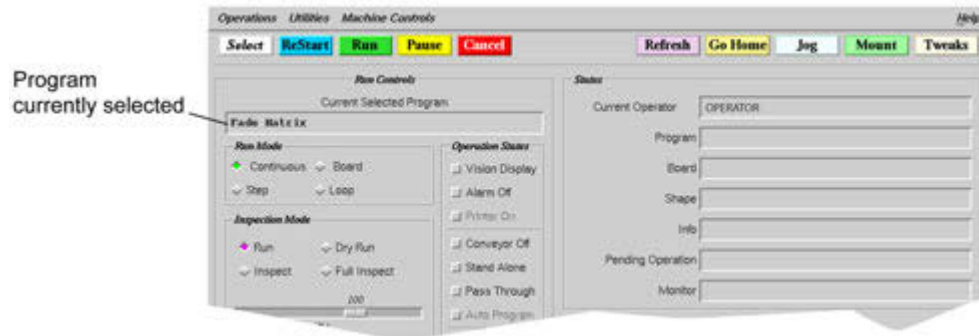 Operations Utilities Machine Controls Help
Select ReStart Run Pause Cancel Refresh Go Home Jog Mount Tweaks
Program
currently selected
Run Controls
Current Selected Program
Fade Matrix
Run Mode
Continuous Board
Step Loop
Inspection Mode
Run Dry Run
Inspect Full Inspect
100
Operation States
Vision Display
Alarm Off
Printer On
Conveyor Off
Stand Alone
Pass Through
Auto Program
Status
Current Operator OPERATOR
Program
Board
Shape
Info
Pending Operation
Monitor